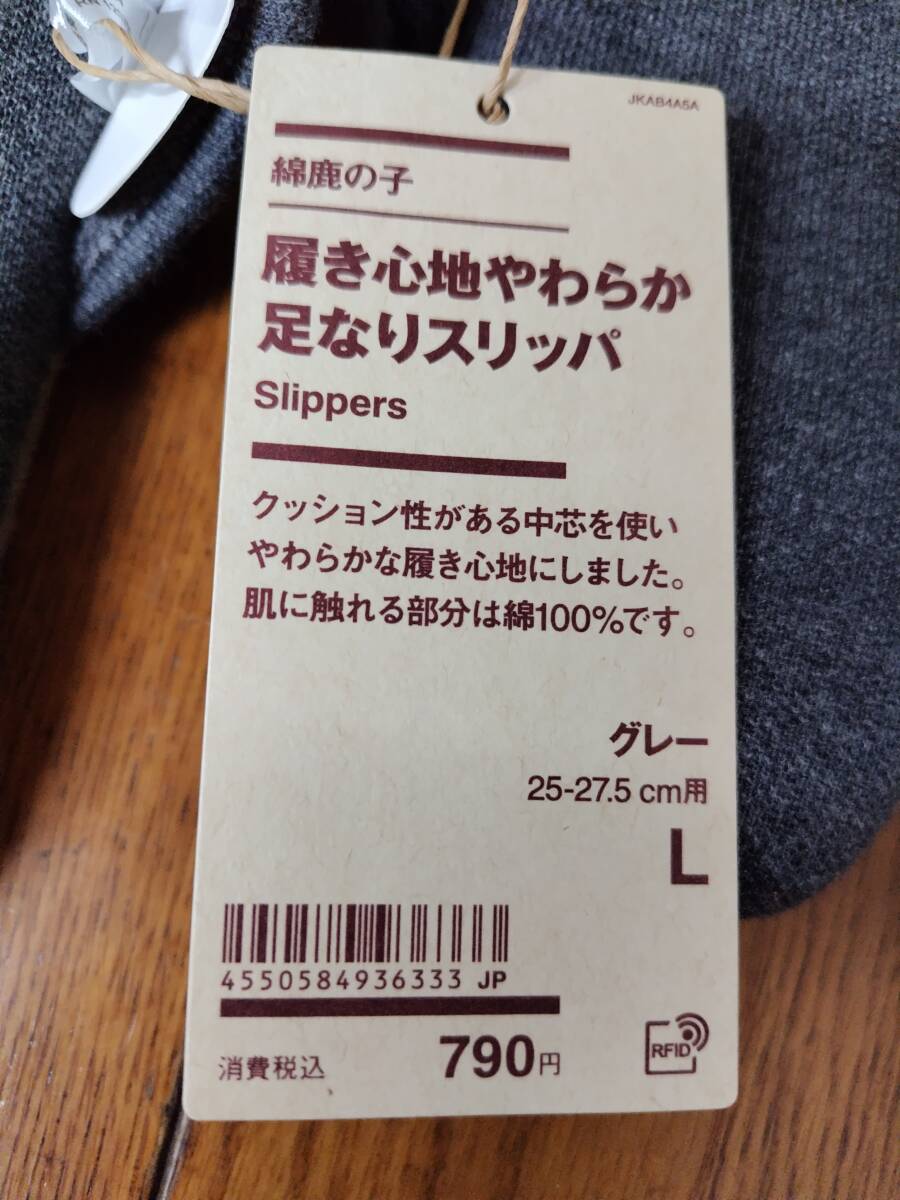 JKAB4A5A
綿鹿の子
履き心地やわらか
足なりスリッパ
Slippers
クッション性がある中芯を使い
やわらかな履き心地にしました。
肌に触れる部分は綿100%です。
グレー
25-27.5 cm用
L
4550584936333 JP
消費税込 790円
RFID